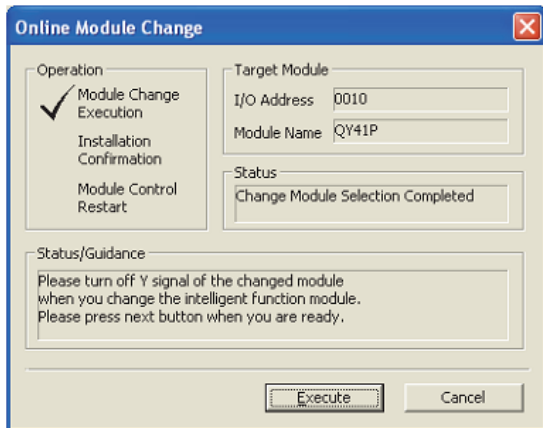 Online Module Change
Operation
Module Change
Execution
Installation
Confirmation
Module Control
Restart
Target Module
I/O Address 0010
Module Name QY41P
Status
Change Module Selection Completed
Status/Guidance
Please turn off Y signal of the changed module
when you change the intelligent function module.
Please press next button when you are ready.
Execute Cancel